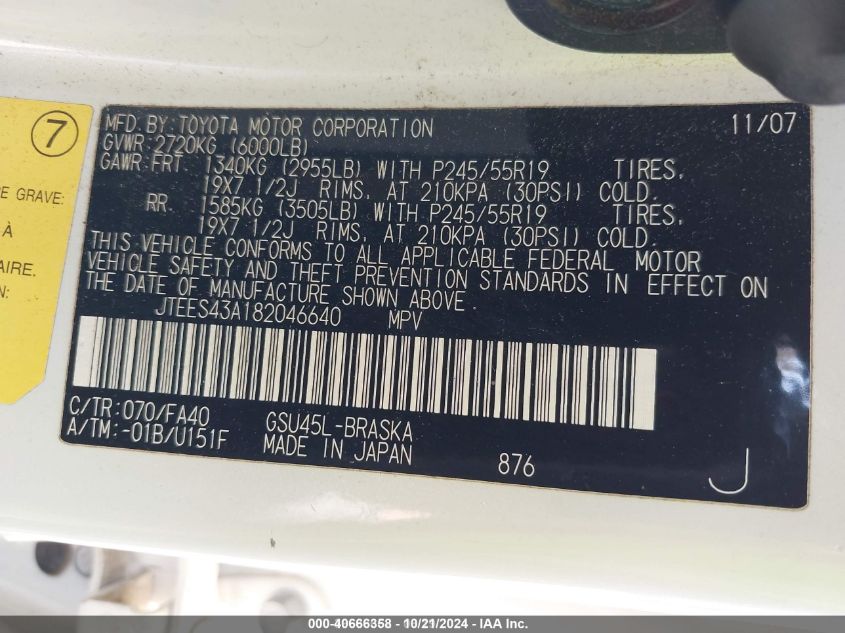 7
E GRAVE:
À
AIRE.
N:
MFD. BY: TOYOTA MOTOR CORPORATION 11/07
GVWR: 2720KG (6000LB)
GAWR: FRT 1340KG (2955LB) WITH P245/55R19 TIRES,
19X7 1/2J RIMS, AT 210KPA (30PSI) COLD.
RR. 1585KG (3505LB) WITH P245/55R19 TIRES,
19X7 1/2J RIMS, AT 210KPA (30PSI) COLD.
THIS VEHICLE CONFORMS TO ALL APPLICABLE FEDERAL MOTOR
VEHICLE SAFETY AND THEFT PREVENTION STANDARDS IN EFFECT ON
THE DATE OF MANUFACTURE SHOWN ABOVE.
JTEES43A182046640 MPV
C/TR: 070/FA40 GSU45L-BRASKA
A/TM: -01B/U151F MADE IN JAPAN 876 J
000-40666358 - 10/21/2024 - IAA Inc.